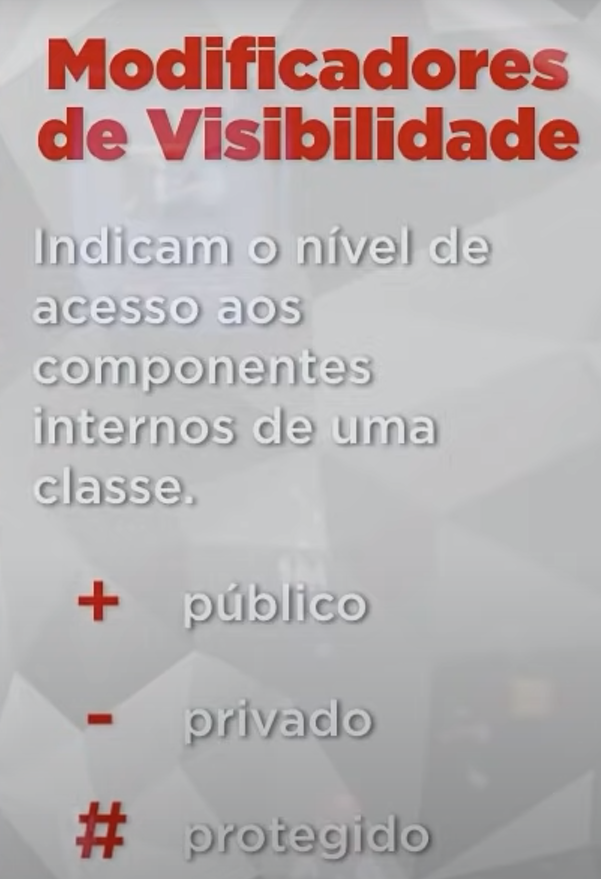 Modificadores
de Visibilidade
Indicam o nível de
acesso aos
componentes
internos de uma
classe.
+ público
- privado
# protegido